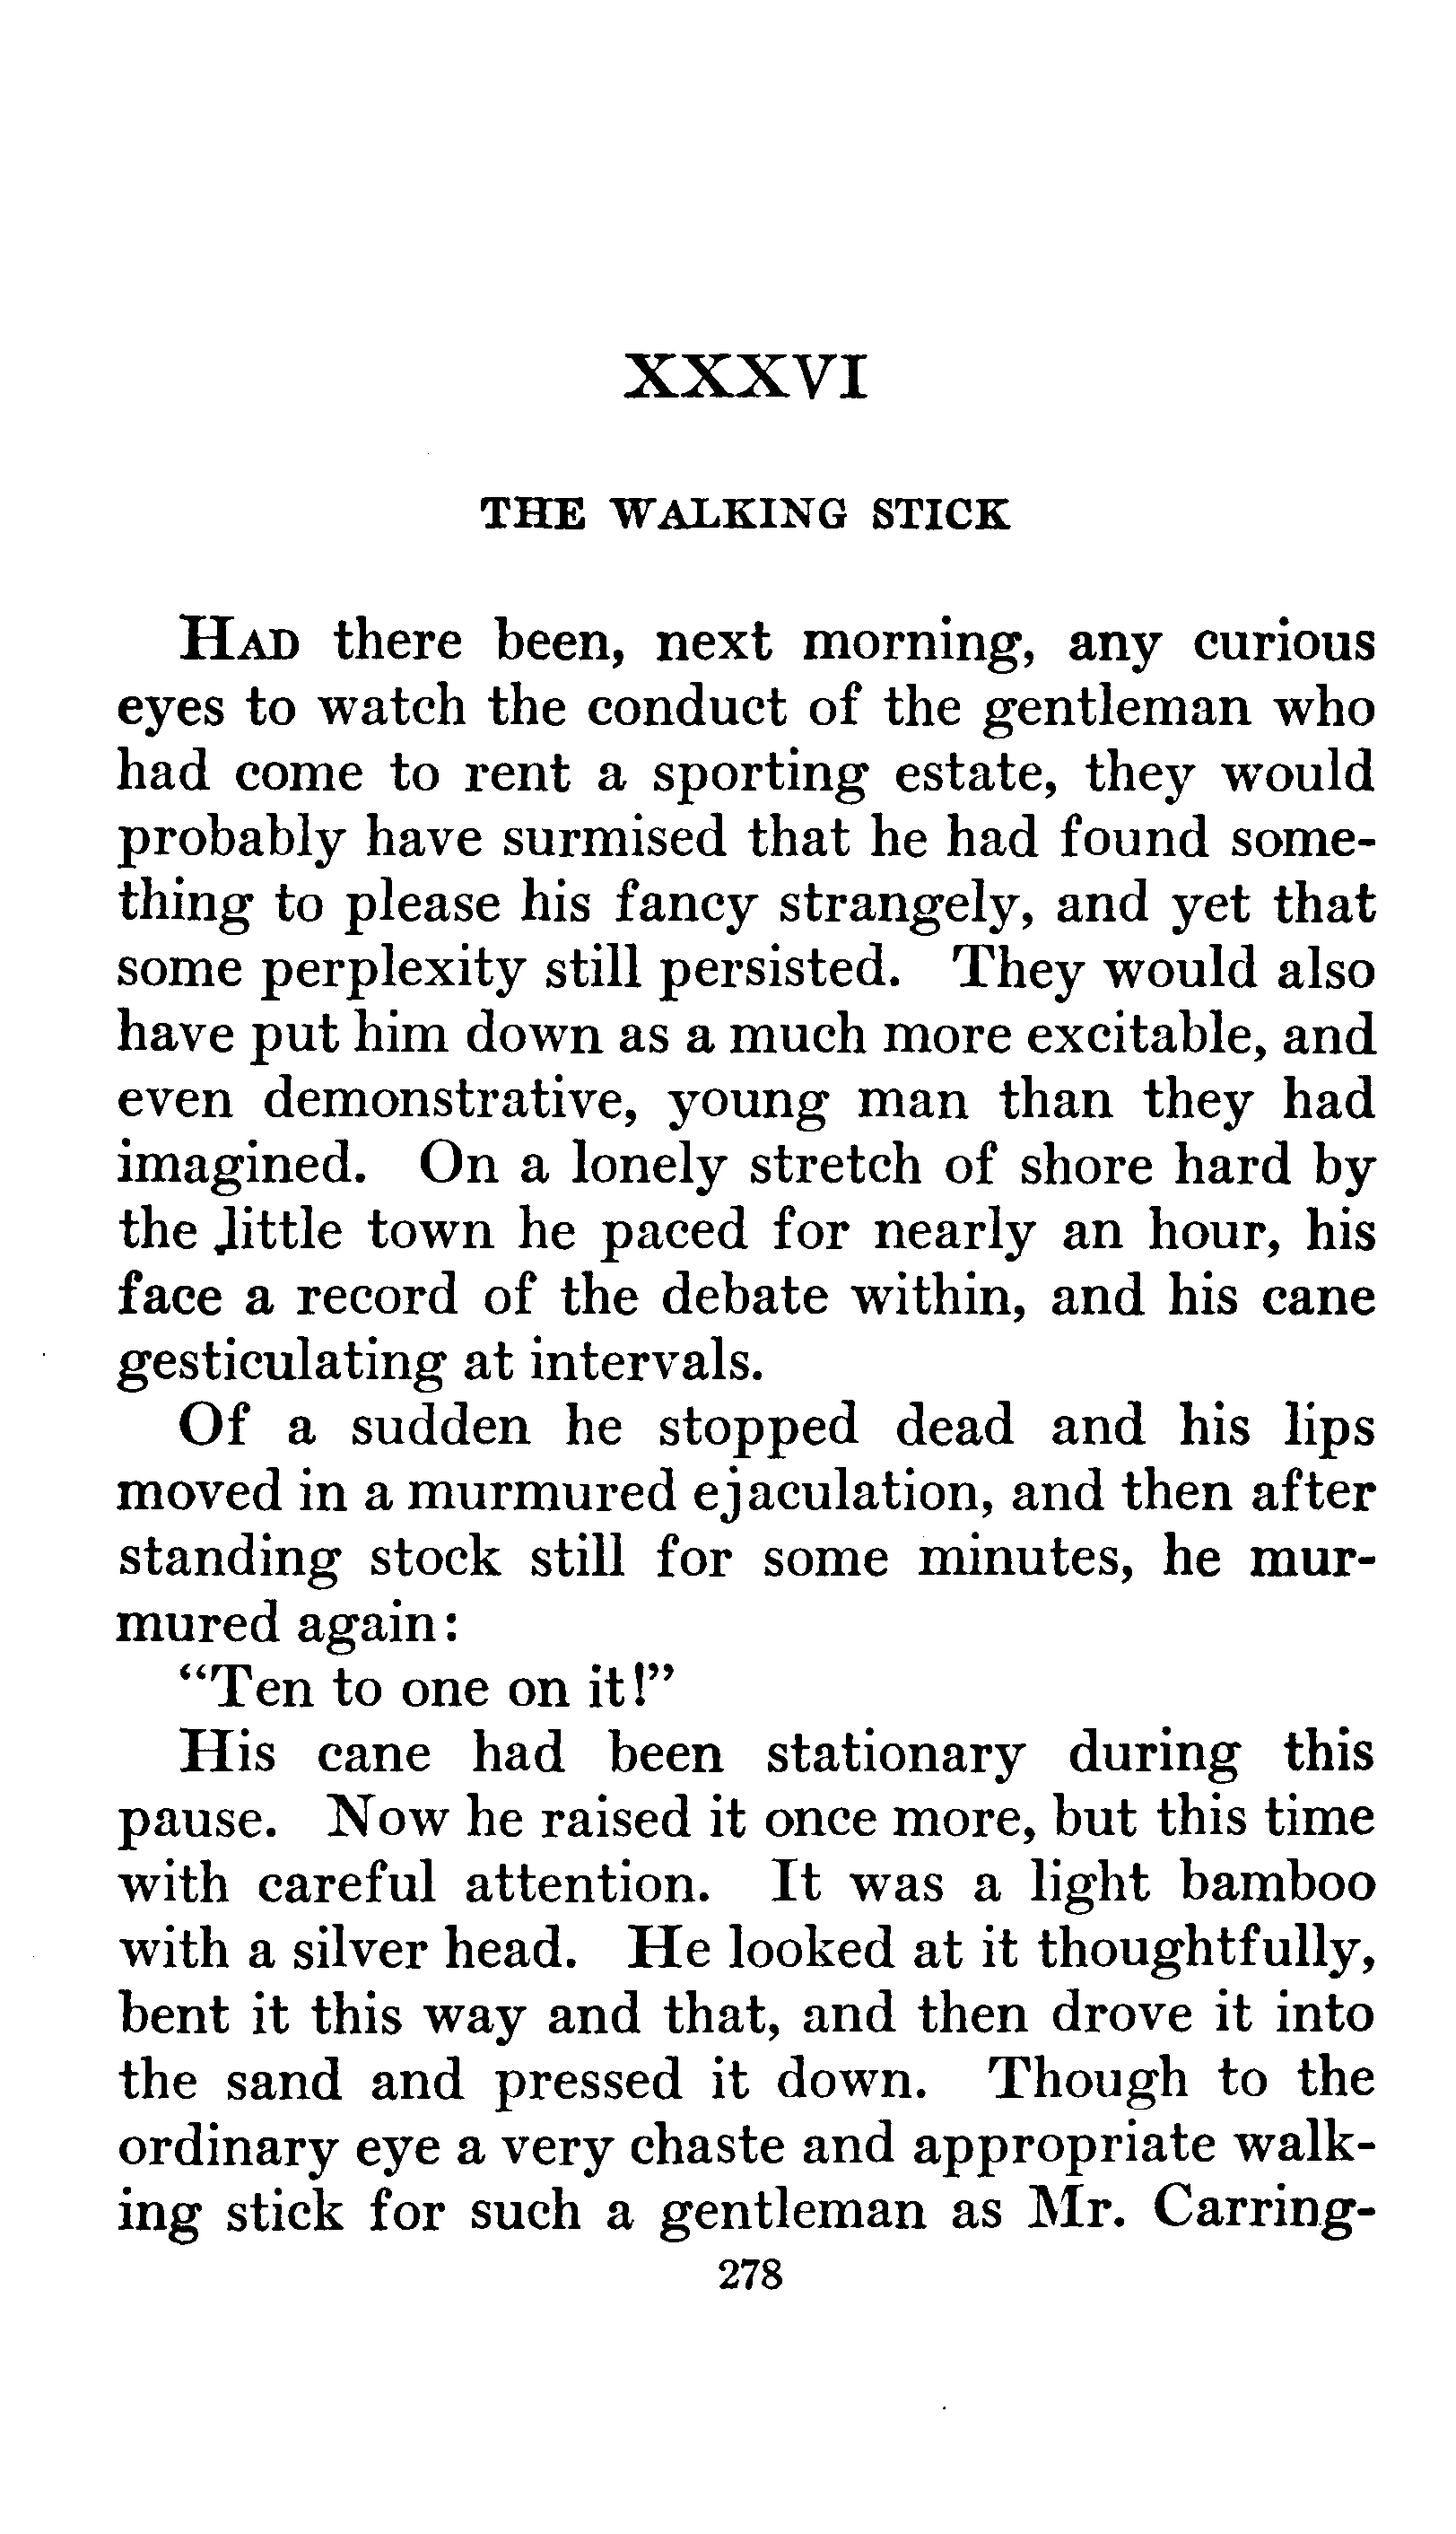 XXXVI
THE WALKING STICK
HAD there been, next morning, any curious
eyes to watch the conduct of the gentleman who
had come to rent a sporting estate, they would
probably have surmised that he had found some-
thing to please his fancy strangely, and yet that
some perplexity still persisted. They would also
have put him down as a much more excitable, and
even demonstrative, young man than they had
imagined. On a lonely stretch of shore hard by
the little town he paced for nearly an hour, his
face a record of the debate within, and his cane
gesticulating at intervals.
Of a sudden he stopped dead and his lips
moved in a murmured ejaculation, and then after
standing stock still for some minutes, he mur-
mured again:
“Ten to one on it!”
His cane had been stationary during this
pause. Now he raised it once more, but this time
with careful attention. It was a light bamboo
with a silver head. He looked at it thoughtfully,
bent it this way and that, and then drove it into
the sand and pressed it down. Though to the
ordinary eye a very chaste and appropriate walk-
ing stick for such a gentleman as Mr. Carring-
278